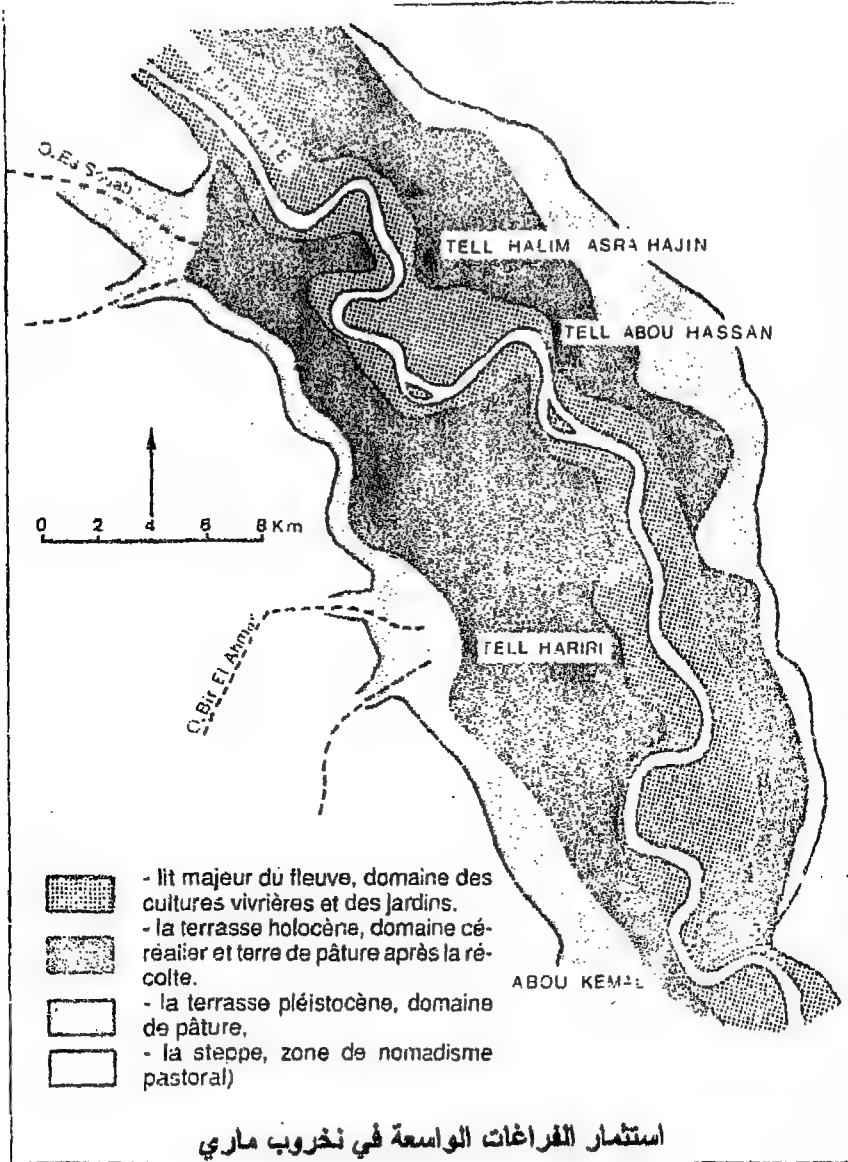 EUPHRATE
O. Es Souab
TELL HALIM ASRA HAJIN
TELL ABOU HASSAN
0 2 4 6 8 Km
O. Bir El Ahmar
TELL HARIRI
ABOU KEMAL
- lit majeur du fleuve, domaine des
cultures vivrières et des jardins.
- la terrasse holocène, domaine cé-
réalier et terre de pâture après la ré-
colte.
- la terrasse pléistocène, domaine
de pâture,
- la steppe, zone de nomadisme
pastoral)
استثمار الفراغات الواسعة في نخروب ماري